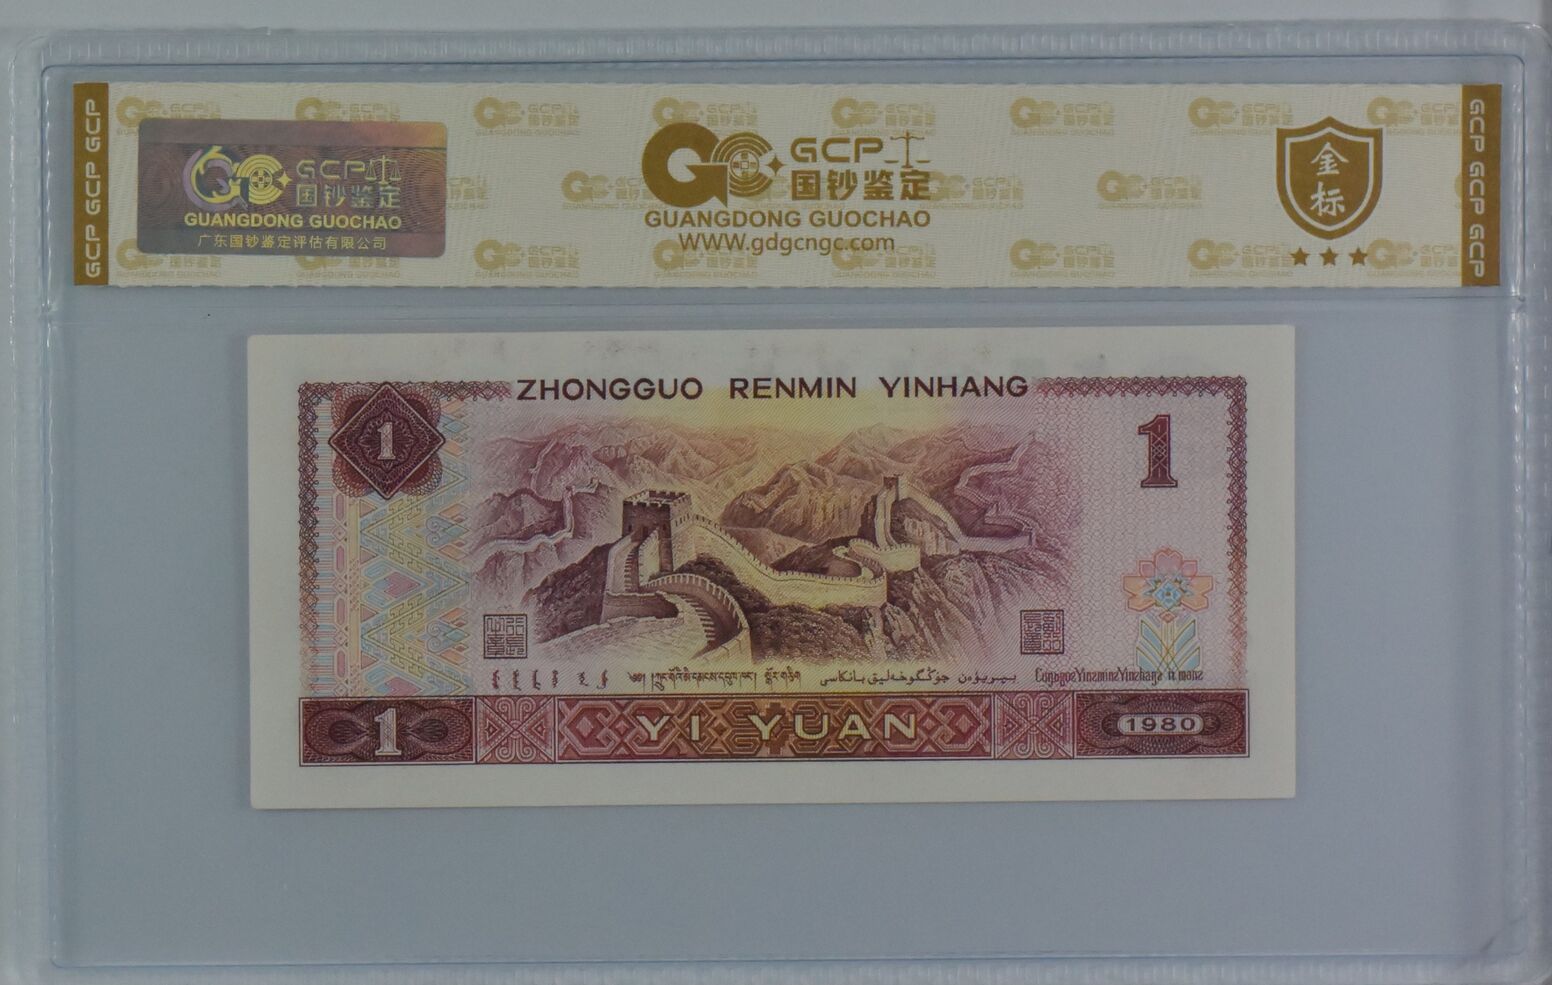 GCP GCP GCP
GCP
国钞鉴定
GUANGDONG GUOCHAO
广东国钞鉴定评估有限公司
GCP
国钞鉴定
GUANGDONG GUOCHAO
WWW.gdgcngc.com
金
标
GCP GCP GCP
ZHONGGUO RENMIN YINHANG
1
1
1
YI YUAN
1980